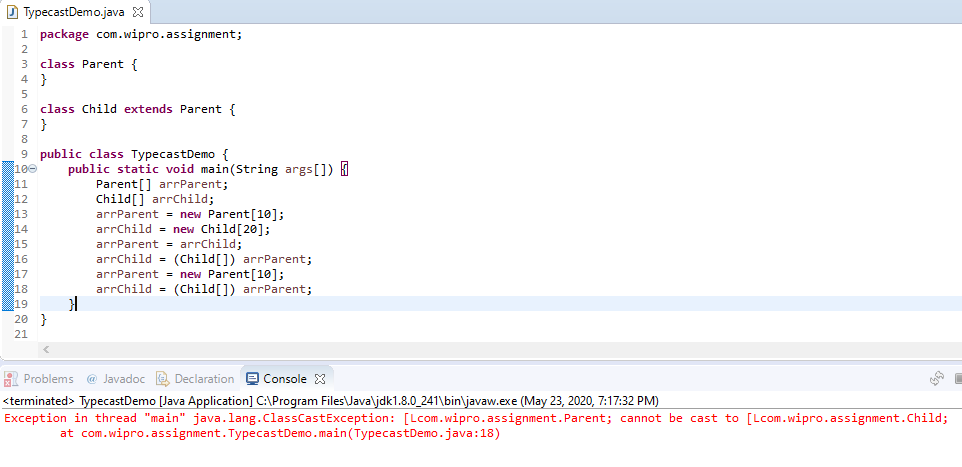 TypecastDemo.java
1 package com.wipro.assignment;
2
3 class Parent {
4 }
5
6 class Child extends Parent {
7 }
8
9 public class TypecastDemo {
10 public static void main(String args[]) {
11 Parent[] arrParent;
12 Child[] arrChild;
13 arrParent = new Parent[10];
14 arrChild = new Child[20];
15 arrParent = arrChild;
16 arrChild = (Child[]) arrParent;
17 arrParent = new Parent[10];
18 arrChild = (Child[]) arrParent;
19 }
20 }
21
Problems @ Javadoc Declaration Console
<terminated> TypecastDemo [Java Application] C:\Program Files\Java\jdk1.8.0_241\bin\javaw.exe (May 23, 2020, 7:17:32 PM)
Exception in thread "main" java.lang.ClassCastException: [Lcom.wipro.assignment.Parent; cannot be cast to [Lcom.wipro.assignment.Child;
at com.wipro.assignment.TypecastDemo.main(TypecastDemo.java:18)